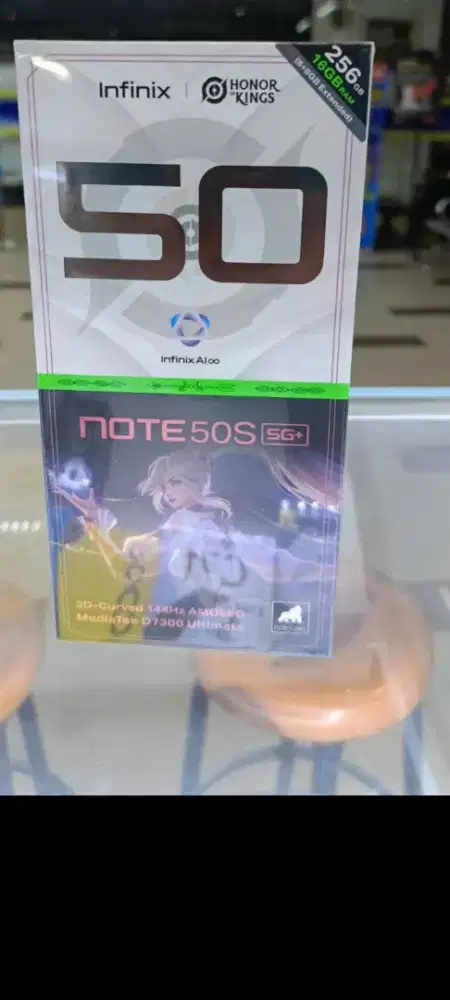 Infinix | HONOR OF KINGS
256GB
16GB RAM
(8+8GB Extended)
50
Infinix AI∞
NOTE 50S 5G+
3D-Curved 144Hz AMOLED
MediaTek D7300 Ultimate